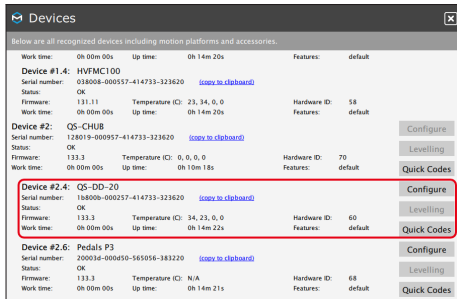 Devices
Below are all recognized devices including motion platforms and accessories.
Work time: 0h 00m 00s Up time: 0h 14m 20s Features: default
Device #1.4: HVFMC100
Serial number: 038008-000557-414733-323620 (copy to clipboard)
Status: OK
Firmware: 131.11 Temperature (C): 23, 34, 0, 0 Hardware ID: 58
Work time: 0h 00m 00s Up time: 0h 14m 20s Features: default
Device #2: QS-CHUB Configure
Serial number: 128019-000957-414733-323620 (copy to clipboard)
Status: OK Levelling
Firmware: 133.3 Temperature (C): 0, 0, 0, 0 Hardware ID: 70
Work time: 0h 00m 00s Up time: 0h 10m 18s Features: default Quick Codes
Device #2.4: QS-DD-20 Configure
Serial number: 1b800b-000257-414733-323620 (copy to clipboard)
Status: OK Levelling
Firmware: 133.3 Temperature (C): 34, 23, 0, 0 Hardware ID: 60
Work time: 0h 00m 00s Up time: 0h 14m 22s Features: default Quick Codes
Device #2.6: Pedals P3 Configure
Serial number: 20003d-000d50-565056-383220 (copy to clipboard)
Status: OK Levelling
Firmware: 133.3 Temperature (C): N/A Hardware ID: 68
Work time: 0h 00m 00s Up time: 0h 14m 21s Features: default Quick Codes